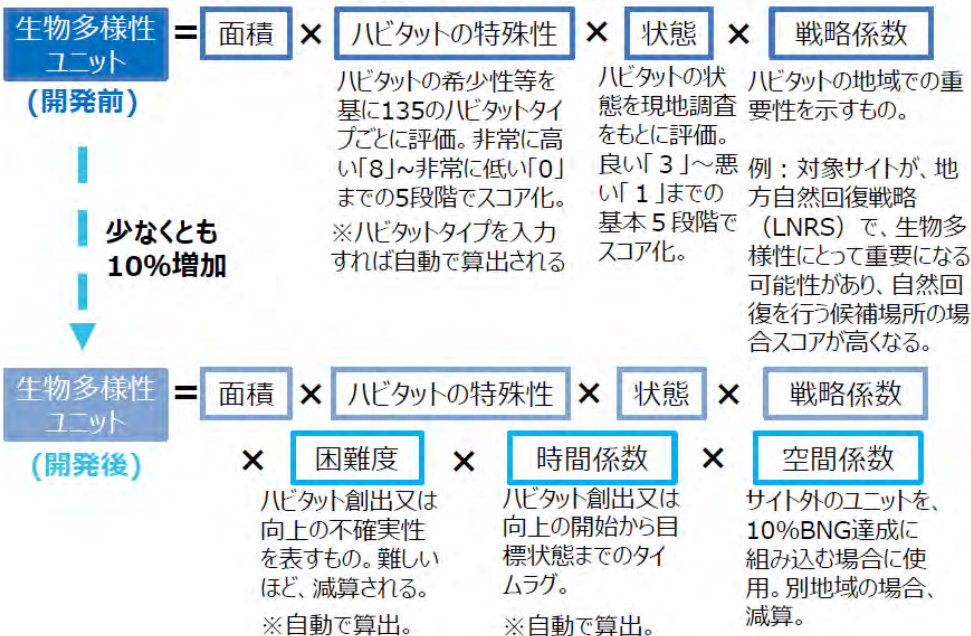 生物多様性
ユニット
(開発前)
= 面積 × ハビタットの特殊性 × 状態 × 戦略係数
ハビタットの希少性等を
基に135のハビタットタイ
プごとに評価。非常に高
い「8」~非常に低い「0」
までの5段階でスコア化。
※ハビタットタイプを入力
すれば自動で算出される
ハビタットの状
態を現地調査
をもとに評価。
良い「3」～悪
い「1」までの
基本5段階で
スコア化。
ハビタットの地域での重
要性を示すもの。
例：対象サイトが、地
方自然回復戦略
（LNRS）で、生物多
様性にとって重要になる
可能性があり、自然回
復を行う候補場所の場
合スコアが高くなる。
少なくとも
10%増加
生物多様性
ユニット
(開発後)
= 面積 × ハビタットの特殊性 × 状態 × 戦略係数
× 困難度 × 時間係数 × 空間係数
ハビタット創出又は
向上の不確実性
を表すもの。難しい
ほど、減算される。
※自動で算出。
ハビタット創出又は
向上の開始から目
標状態までのタイ
ムラグ。
※自動で算出。
サイト外のユニットを、
10%BNG達成に
組み込む場合に使
用。別地域の場合、
減算。